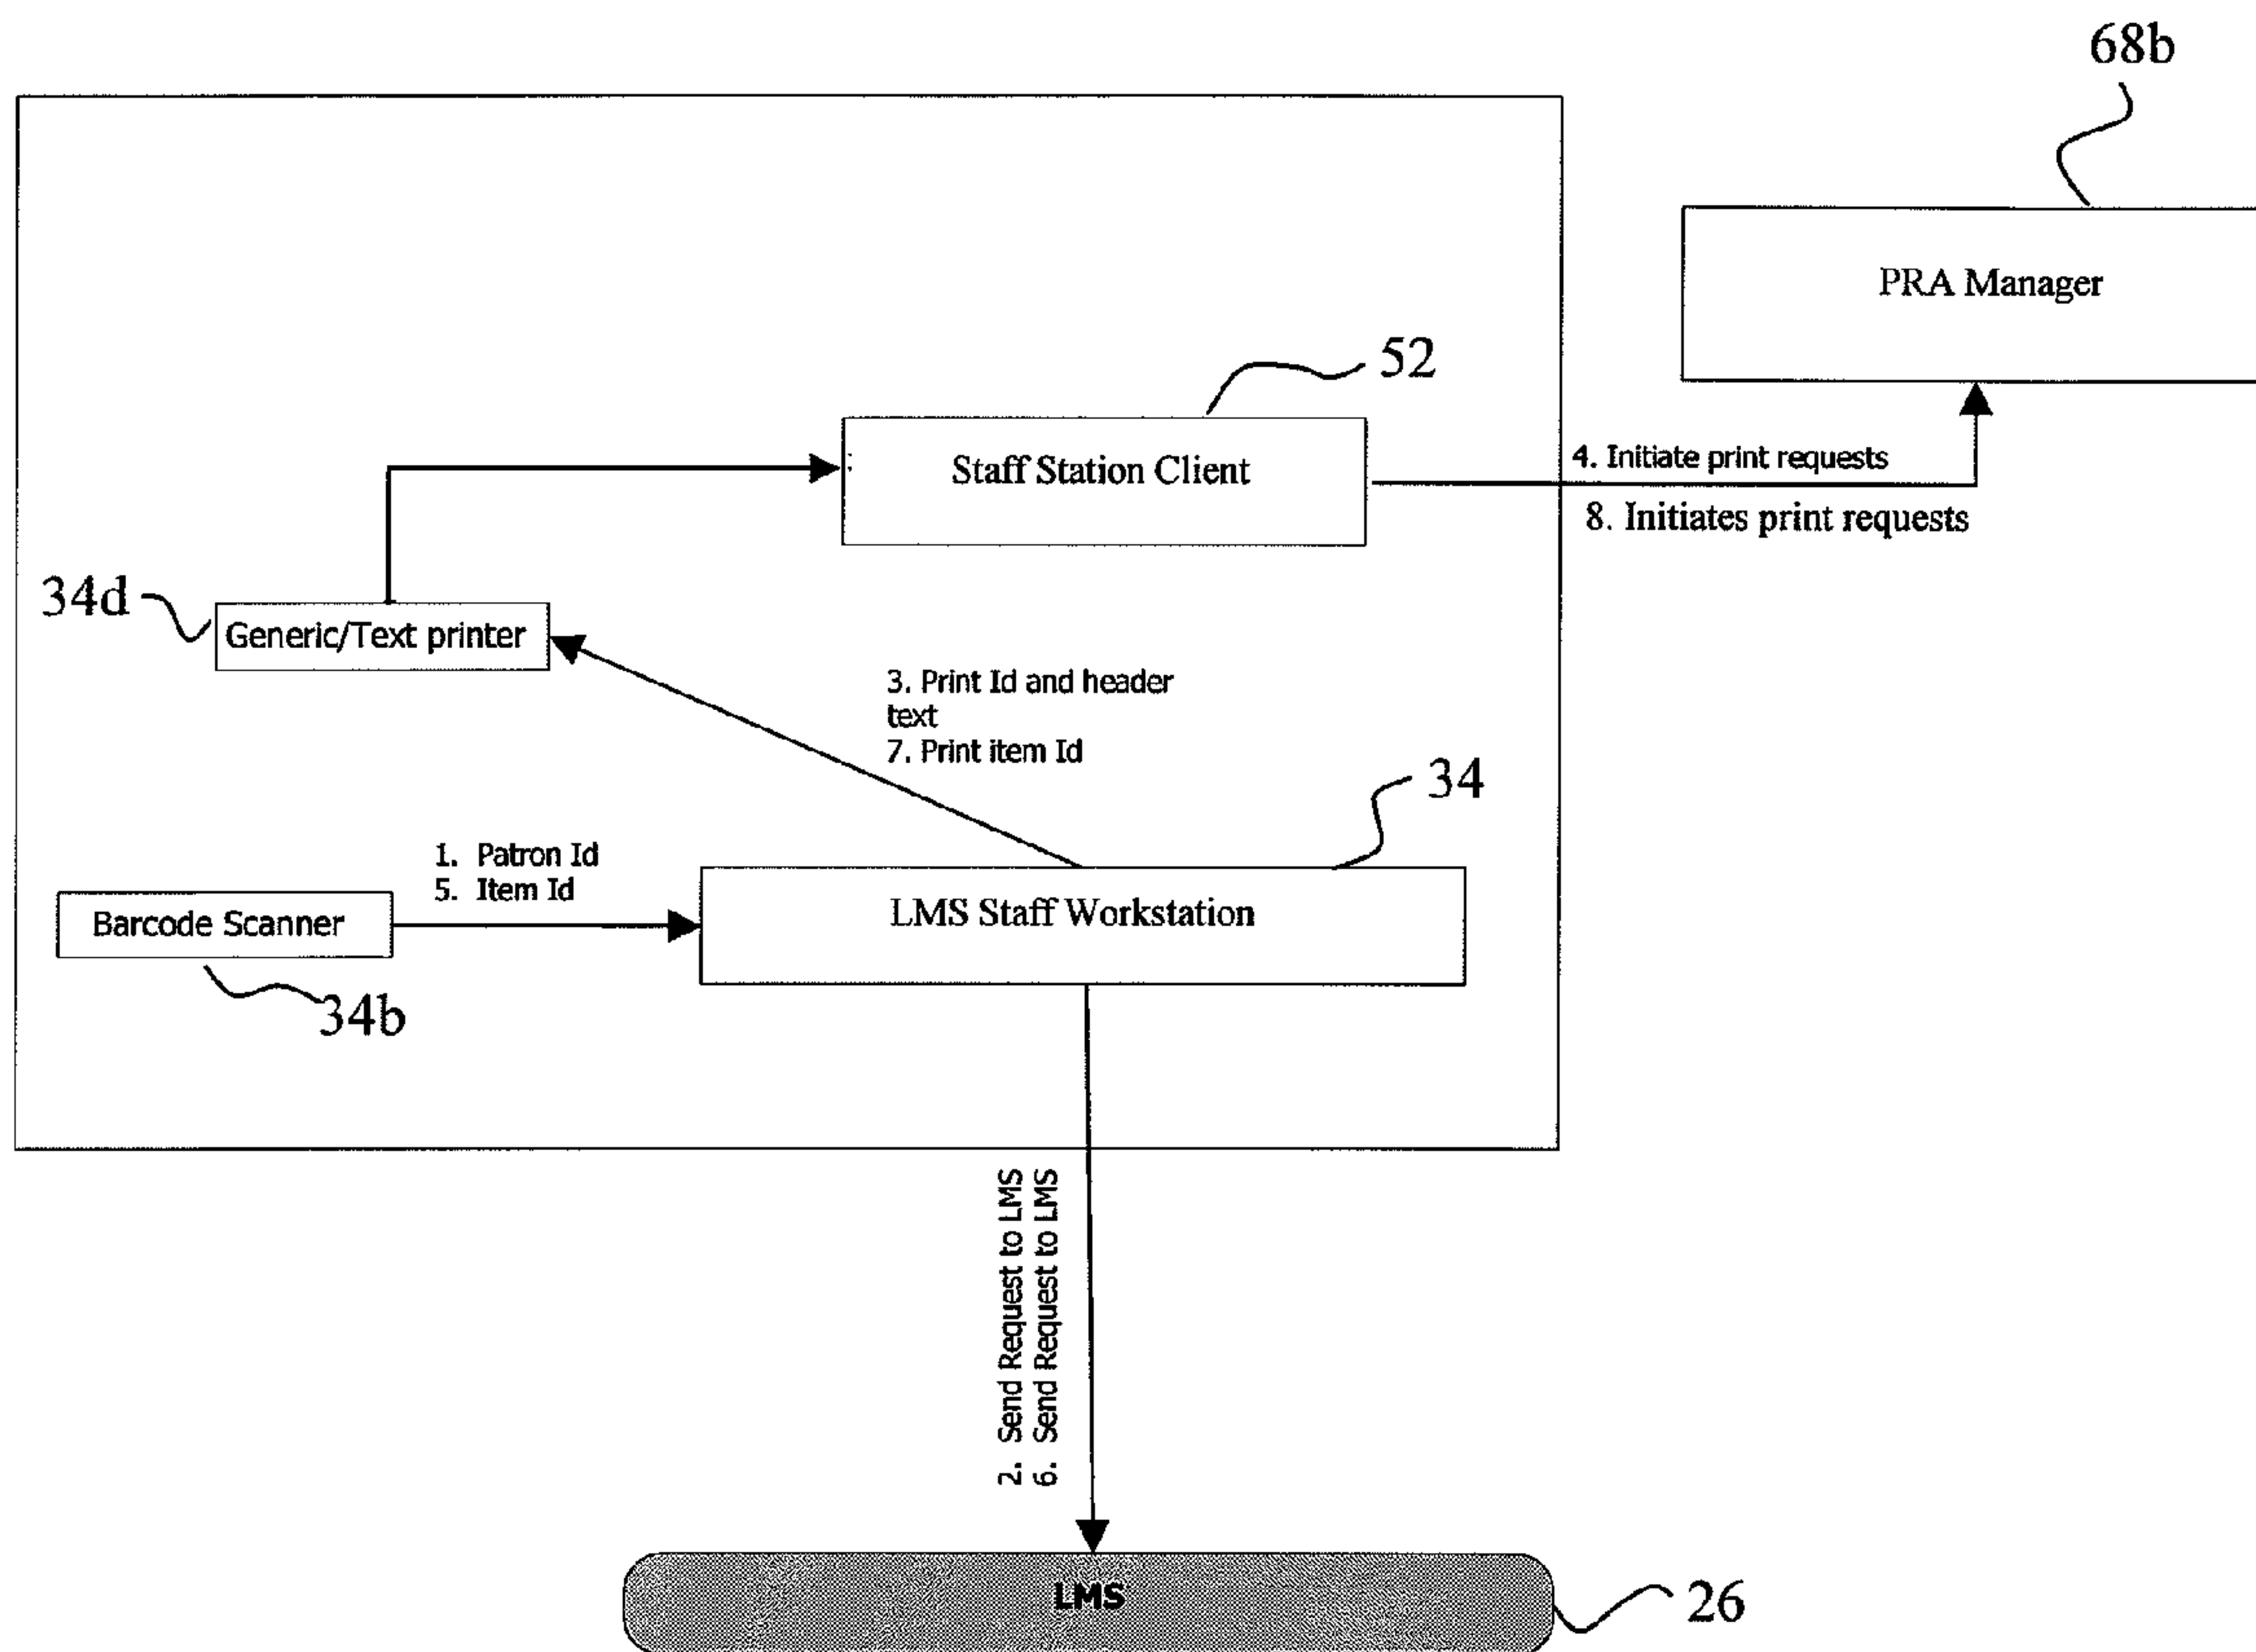 68b
PRA Manager
52
Staff Station Client
4. Initiate print requests
8. Initiates print requests
34d
Generic/Text printer
3. Print Id and header
text
7. Print item Id
34
1. Patron Id
5. Item Id
Barcode Scanner
LMS Staff Workstation
34b
2. Send Request to LMS
6. Send Request to LMS
LMS
26